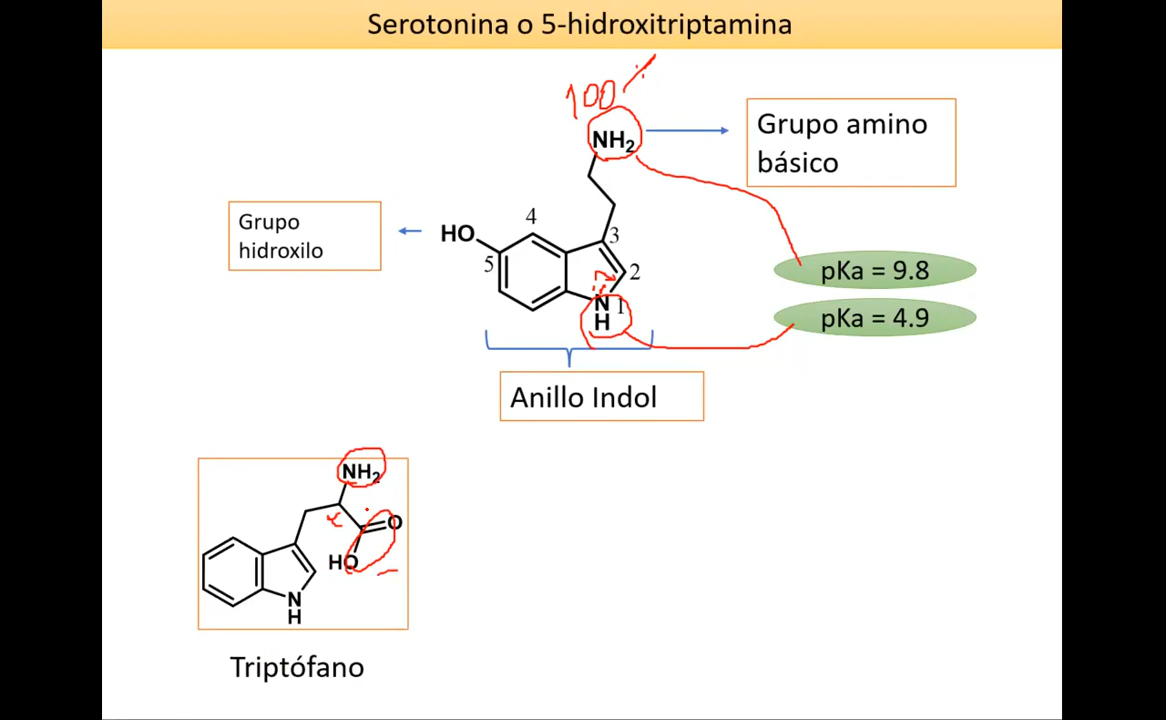 Serotonina o 5-hidroxitriptamina
100 %
NH2
Grupo amino
básico
Grupo
hidroxilo
HO
4
5
3
2
1
N
H
pKa = 9.8
pKa = 4.9
Anillo Indol
NH2
O
HO
N
H
Triptófano